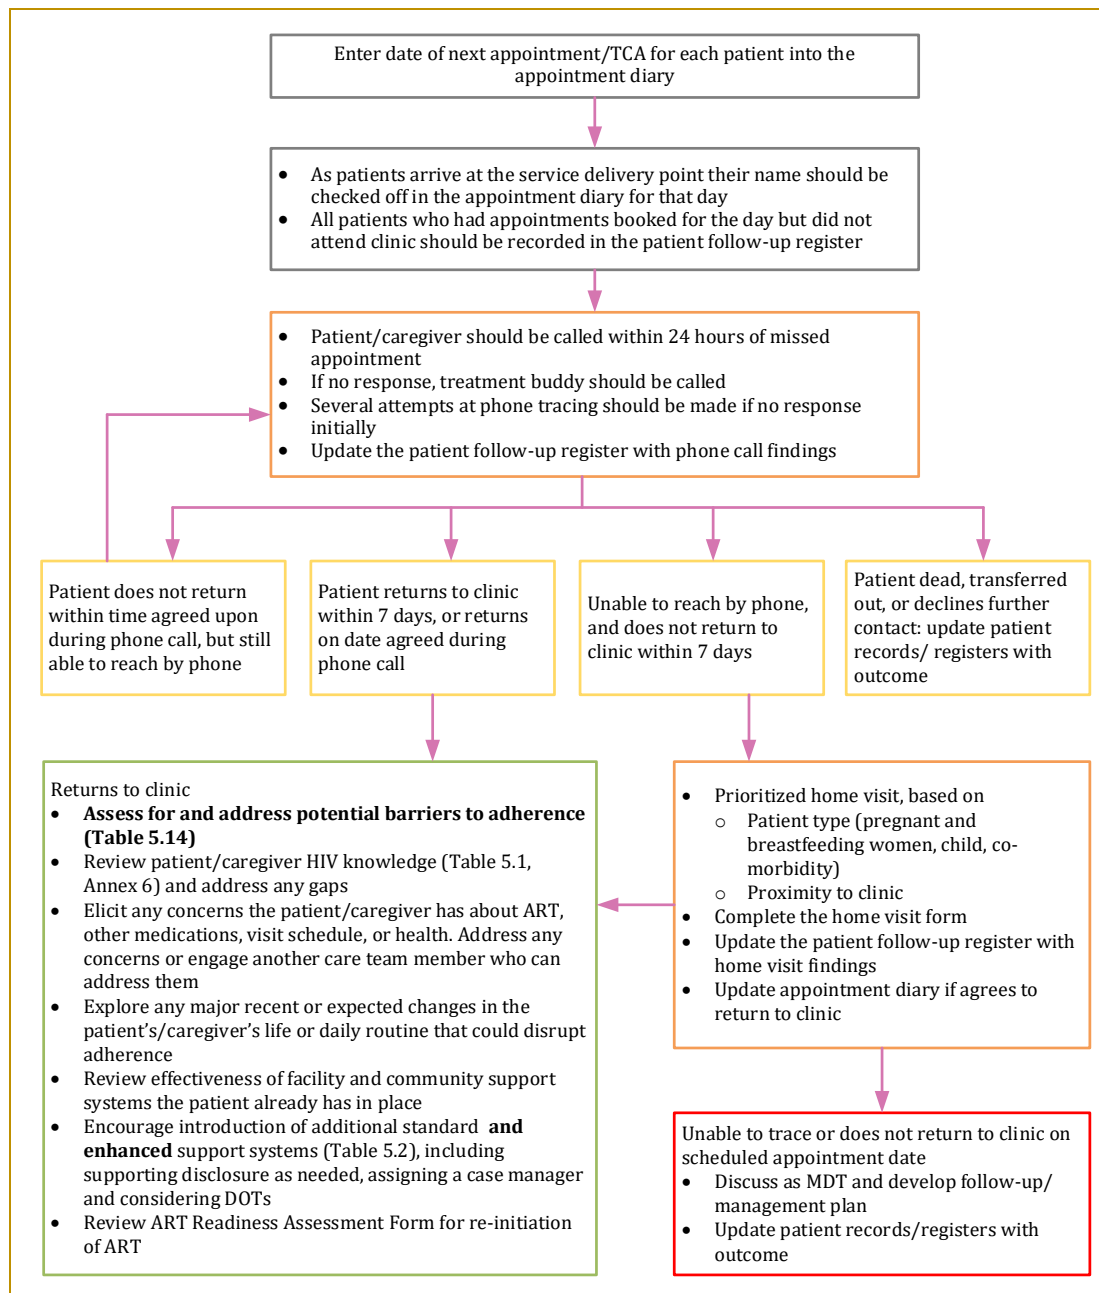 Enter date of next appointment/TCA for each patient into the
appointment diary
• As patients arrive at the service delivery point their name should be
checked off in the appointment diary for that day
• All patients who had appointments booked for the day but did not
attend clinic should be recorded in the patient follow-up register
• Patient/caregiver should be called within 24 hours of missed
appointment
• If no response, treatment buddy should be called
• Several attempts at phone tracing should be made if no response
initially
• Update the patient follow-up register with phone call findings
Patient does not return
within time agreed upon
during phone call, but still
able to reach by phone
Patient returns to clinic
within 7 days, or returns
on date agreed during
phone call
Unable to reach by phone,
and does not return to
clinic within 7 days
Patient dead, transferred
out, or declines further
contact: update patient
records/ registers with
outcome
Returns to clinic
• Assess for and address potential barriers to adherence
(Table 5.14)
• Review patient/caregiver HIV knowledge (Table 5.1,
Annex 6) and address any gaps
• Elicit any concerns the patient/caregiver has about ART,
other medications, visit schedule, or health. Address any
concerns or engage another care team member who can
address them
• Explore any major recent or expected changes in the
patient's/caregiver's life or daily routine that could disrupt
adherence
• Review effectiveness of facility and community support
systems the patient already has in place
• Encourage introduction of additional standard and
enhanced support systems (Table 5.2), including
supporting disclosure as needed, assigning a case manager
and considering DOTs
• Review ART Readiness Assessment Form for re-initiation
of ART
• Prioritized home visit, based on
o Patient type (pregnant and
breastfeeding women, child, co-
morbidity)
o Proximity to clinic
• Complete the home visit form
• Update the patient follow-up register with
home visit findings
• Update appointment diary if agrees to
return to clinic
Unable to trace or does not return to clinic on
scheduled appointment date
• Discuss as MDT and develop follow-up/
management plan
• Update patient records/registers with
outcome